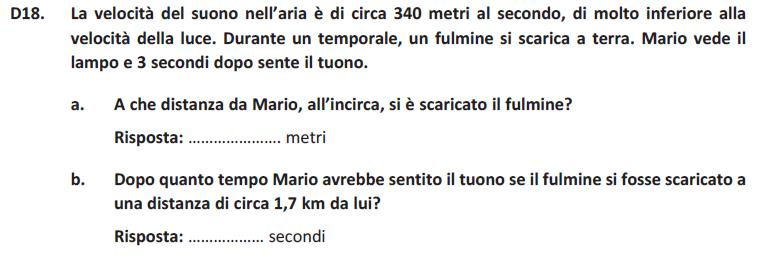 D18. La velocità del suono nell'aria è di circa 340 metri al secondo, di molto inferiore alla
velocità della luce. Durante un temporale, un fulmine si scarica a terra. Mario vede il
lampo e 3 secondi dopo sente il tuono.
a. A che distanza da Mario, all'incirca, si è scaricato il fulmine?
Risposta: ………………… metri
b. Dopo quanto tempo Mario avrebbe sentito il tuono se il fulmine si fosse scaricato a
una distanza di circa 1,7 km da lui?
Risposta: ……………… secondi